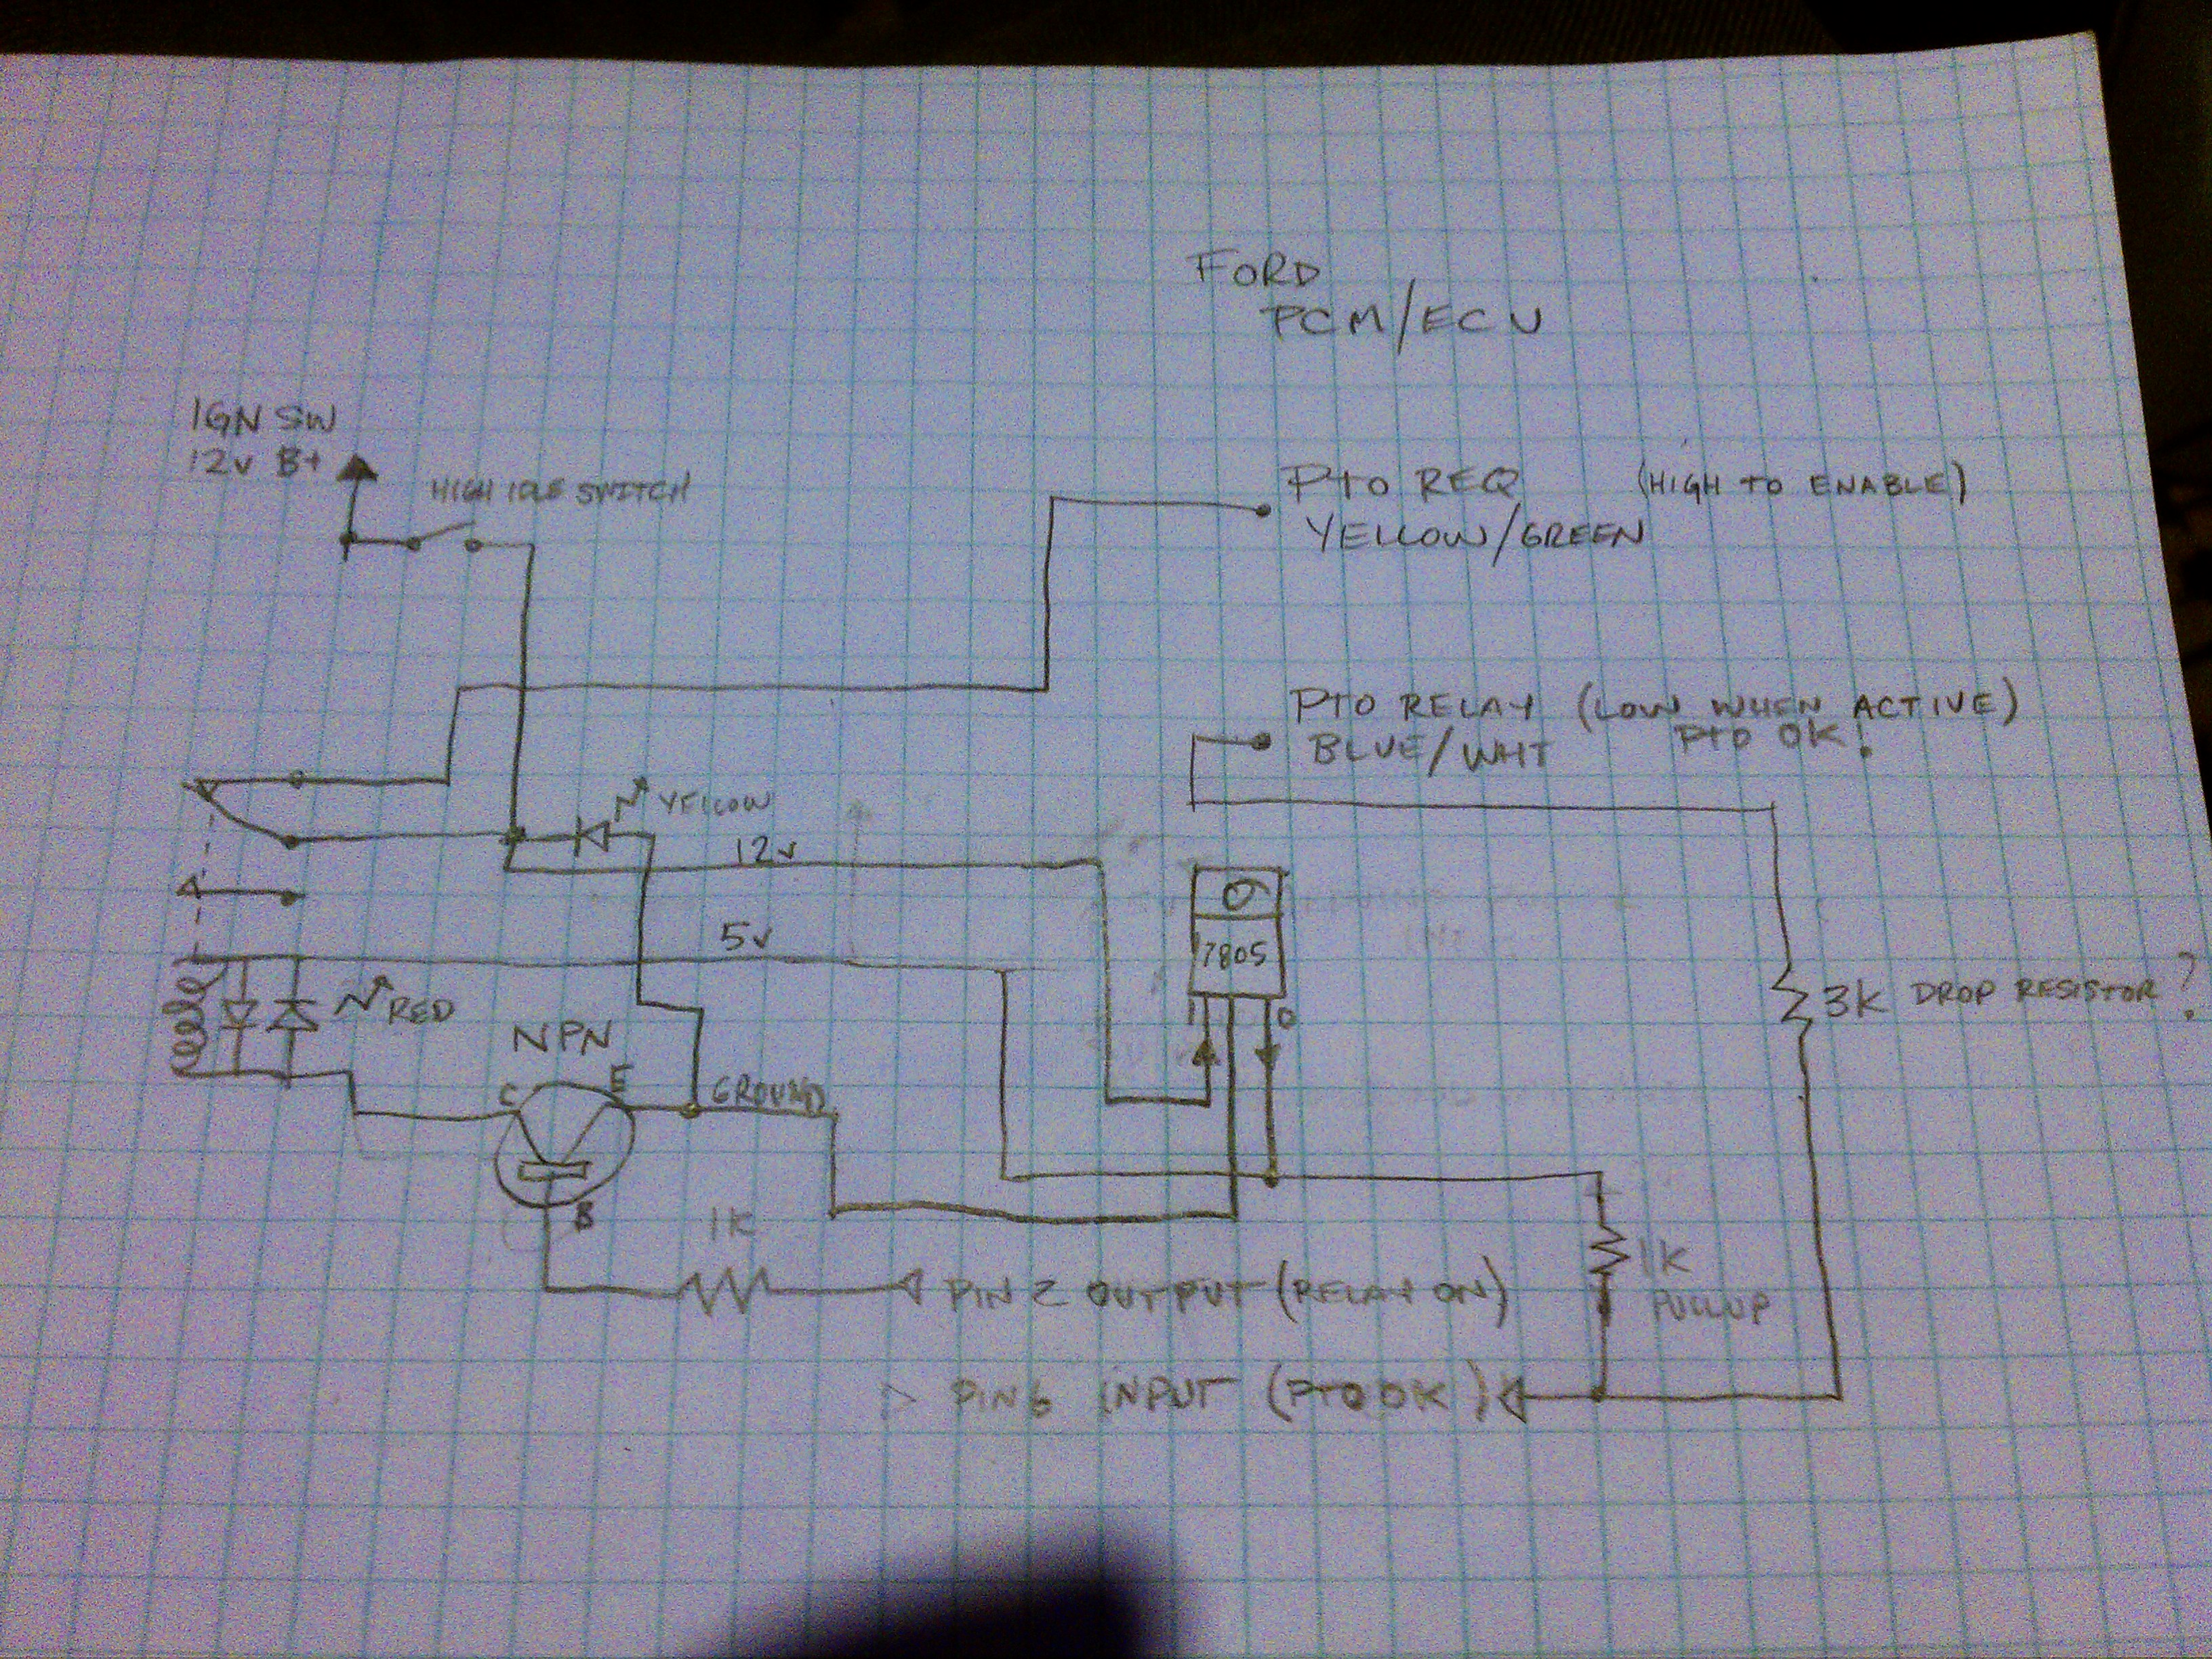 FORD
PCM/ECU
IGN SW
12v B+
HIGH IDLE SWITCH
PTO REQ (HIGH TO ENABLE)
YELLOW/GREEN
PTO RELAY (LOW WHEN ACTIVE)
BLUE/WHIT PTO OK!
YELLOW
12v
5v
7805
I O
RED
3K DROP RESISTOR?
NPN
C E
GROUND
B
1K
1K
PULLUP
PIN 2 OUTPUT (RELAY ON)
PIN 6 INPUT (PTO OK)